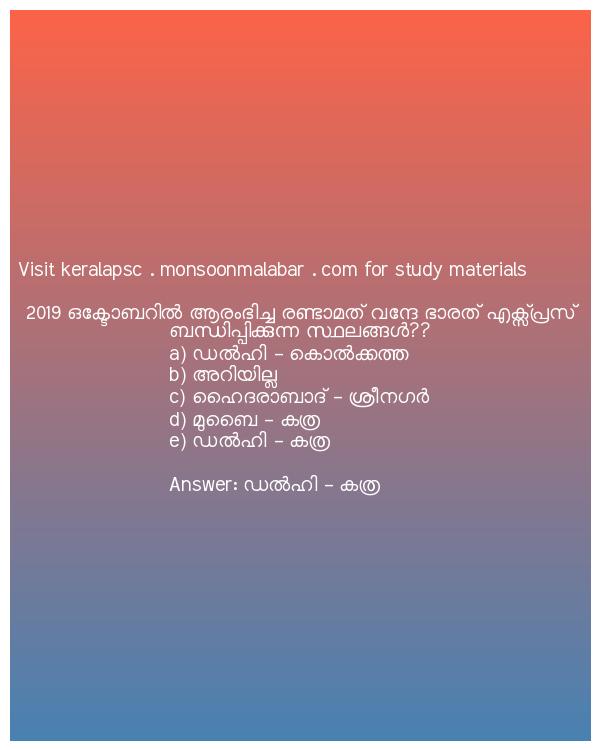 Visit keralapsc . monsoonmalabar . com for study materials
2019 ഒക്ടോബറിൽ ആരംഭിച്ച രണ്ടാമത് വന്ദേ ഭാരത് എക്സ്പ്രസ്
ബന്ധിപ്പിക്കുന്ന സ്ഥലങ്ങൾ??
a) ഡൽഹി - കൊൽക്കത്ത
b) അറിയില്ല
c) ഹൈദരാബാദ് - ശ്രീനഗർ
d) മുബൈ - കത്ര
e) ഡൽഹി - കത്ര
Answer: ഡൽഹി - കത്ര